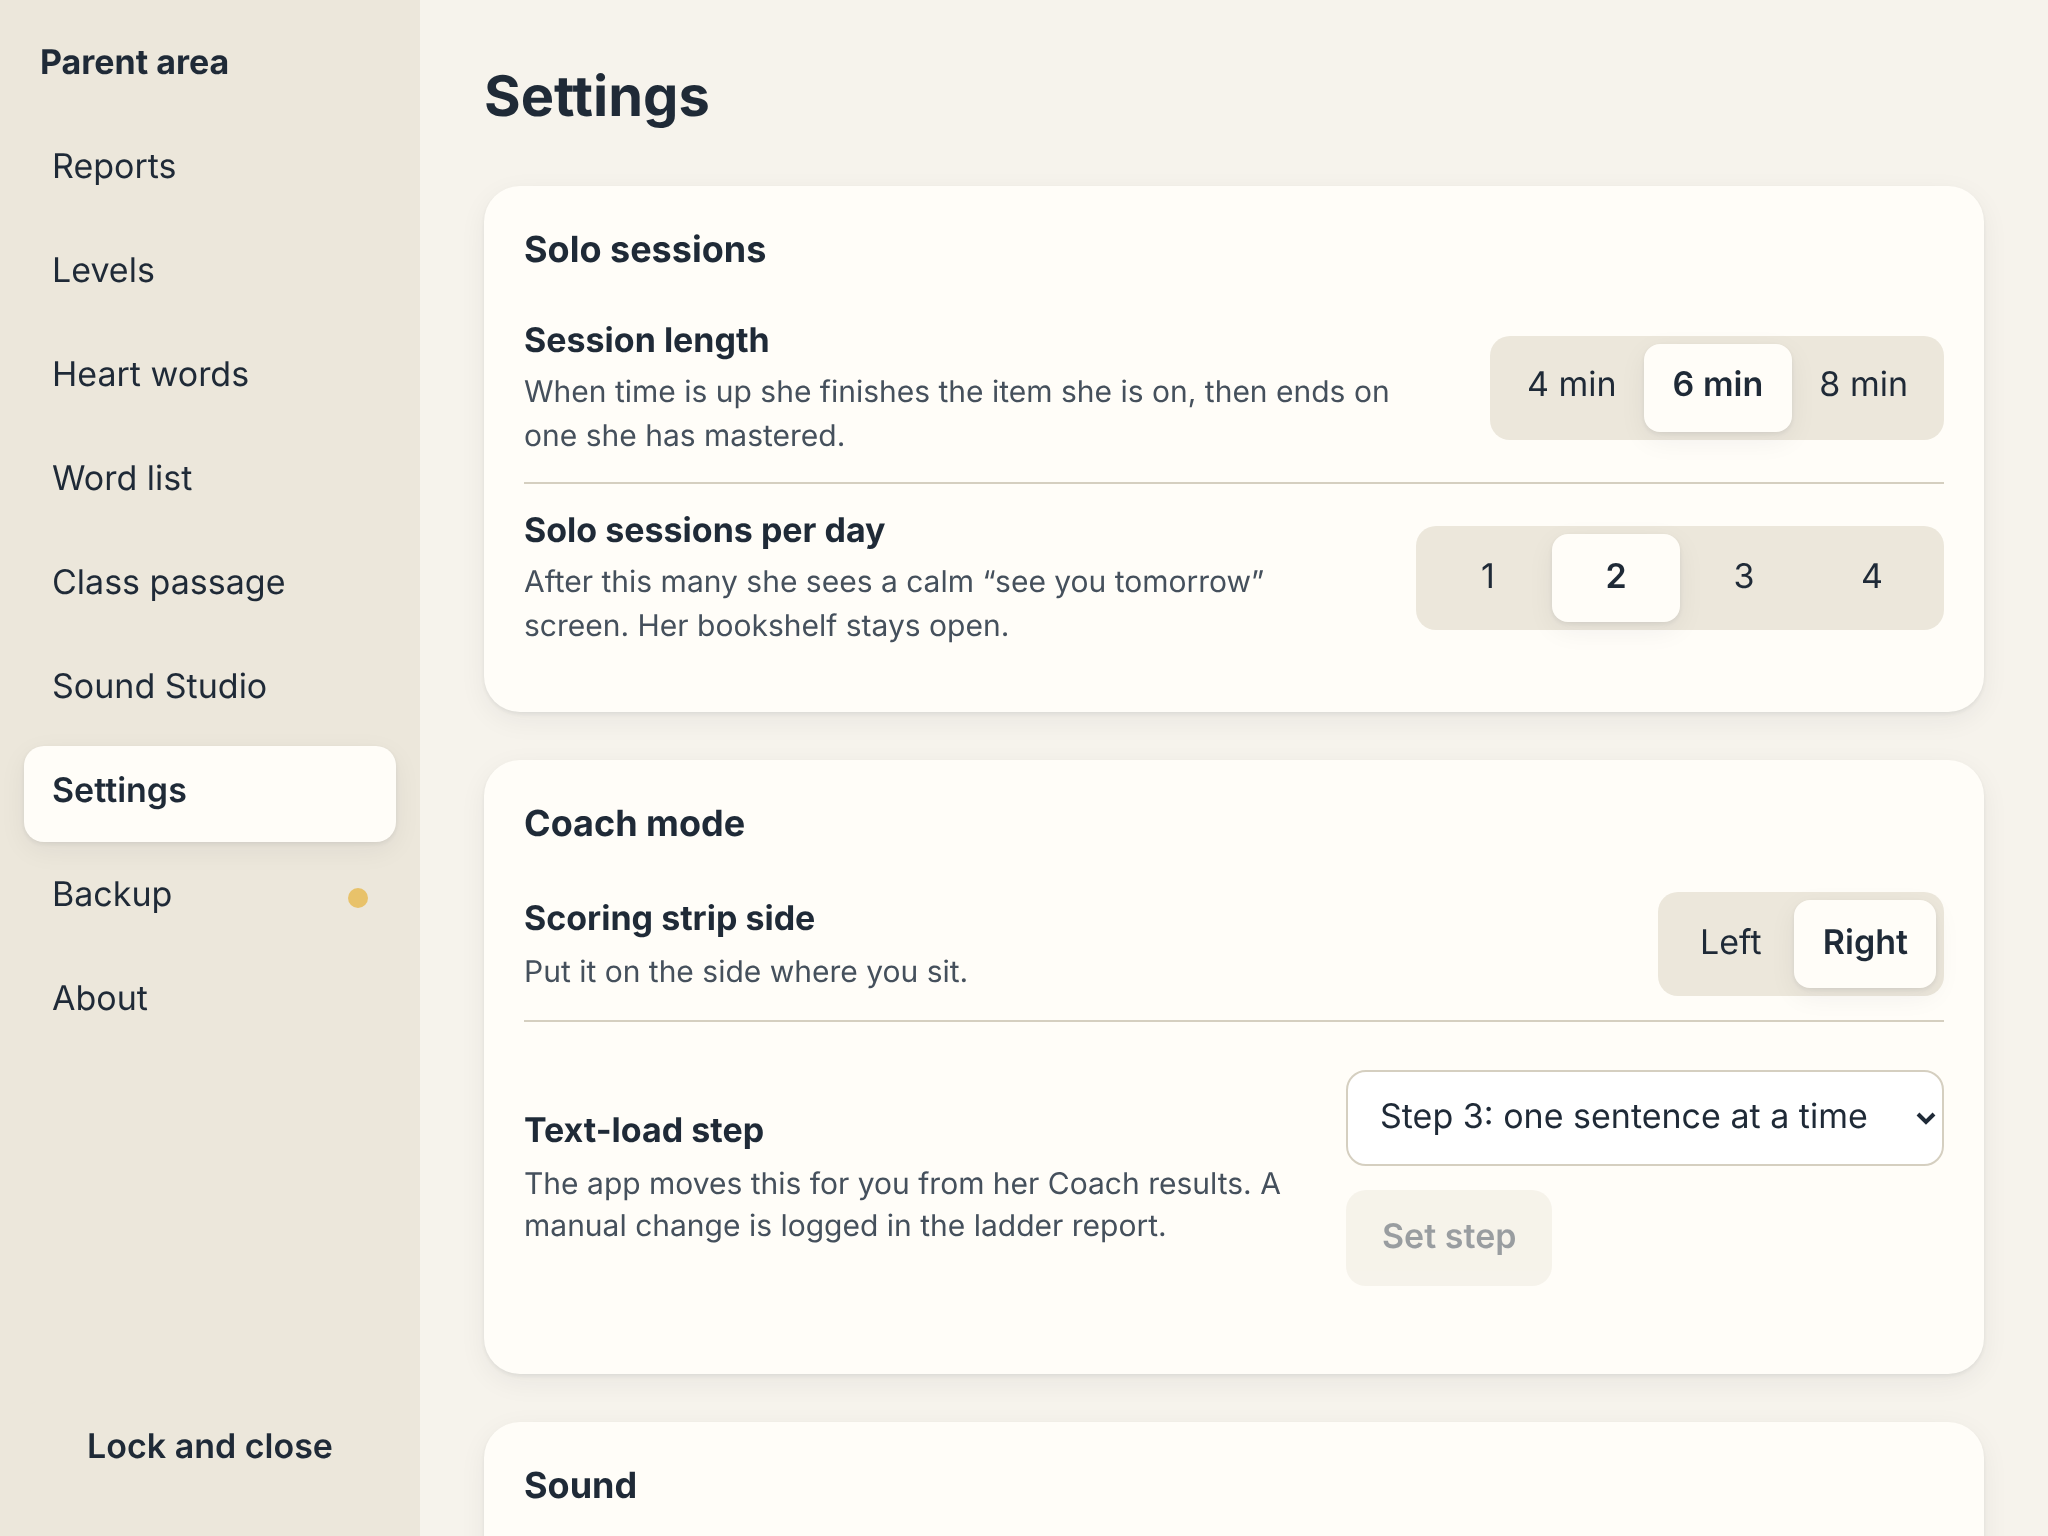 Parent area
Reports
Levels
Heart words
Word list
Class passage
Sound Studio
Settings
Backup
About
Lock and close
Settings
Solo sessions
Session length
When time is up she finishes the item she is on, then ends on
one she has mastered.
4 min 6 min 8 min
Solo sessions per day
After this many she sees a calm “see you tomorrow”
screen. Her bookshelf stays open.
1 2 3 4
Coach mode
Scoring strip side
Put it on the side where you sit.
Left Right
Text-load step
The app moves this for you from her Coach results. A
manual change is logged in the ladder report.
Step 3: one sentence at a time
Set step
Sound